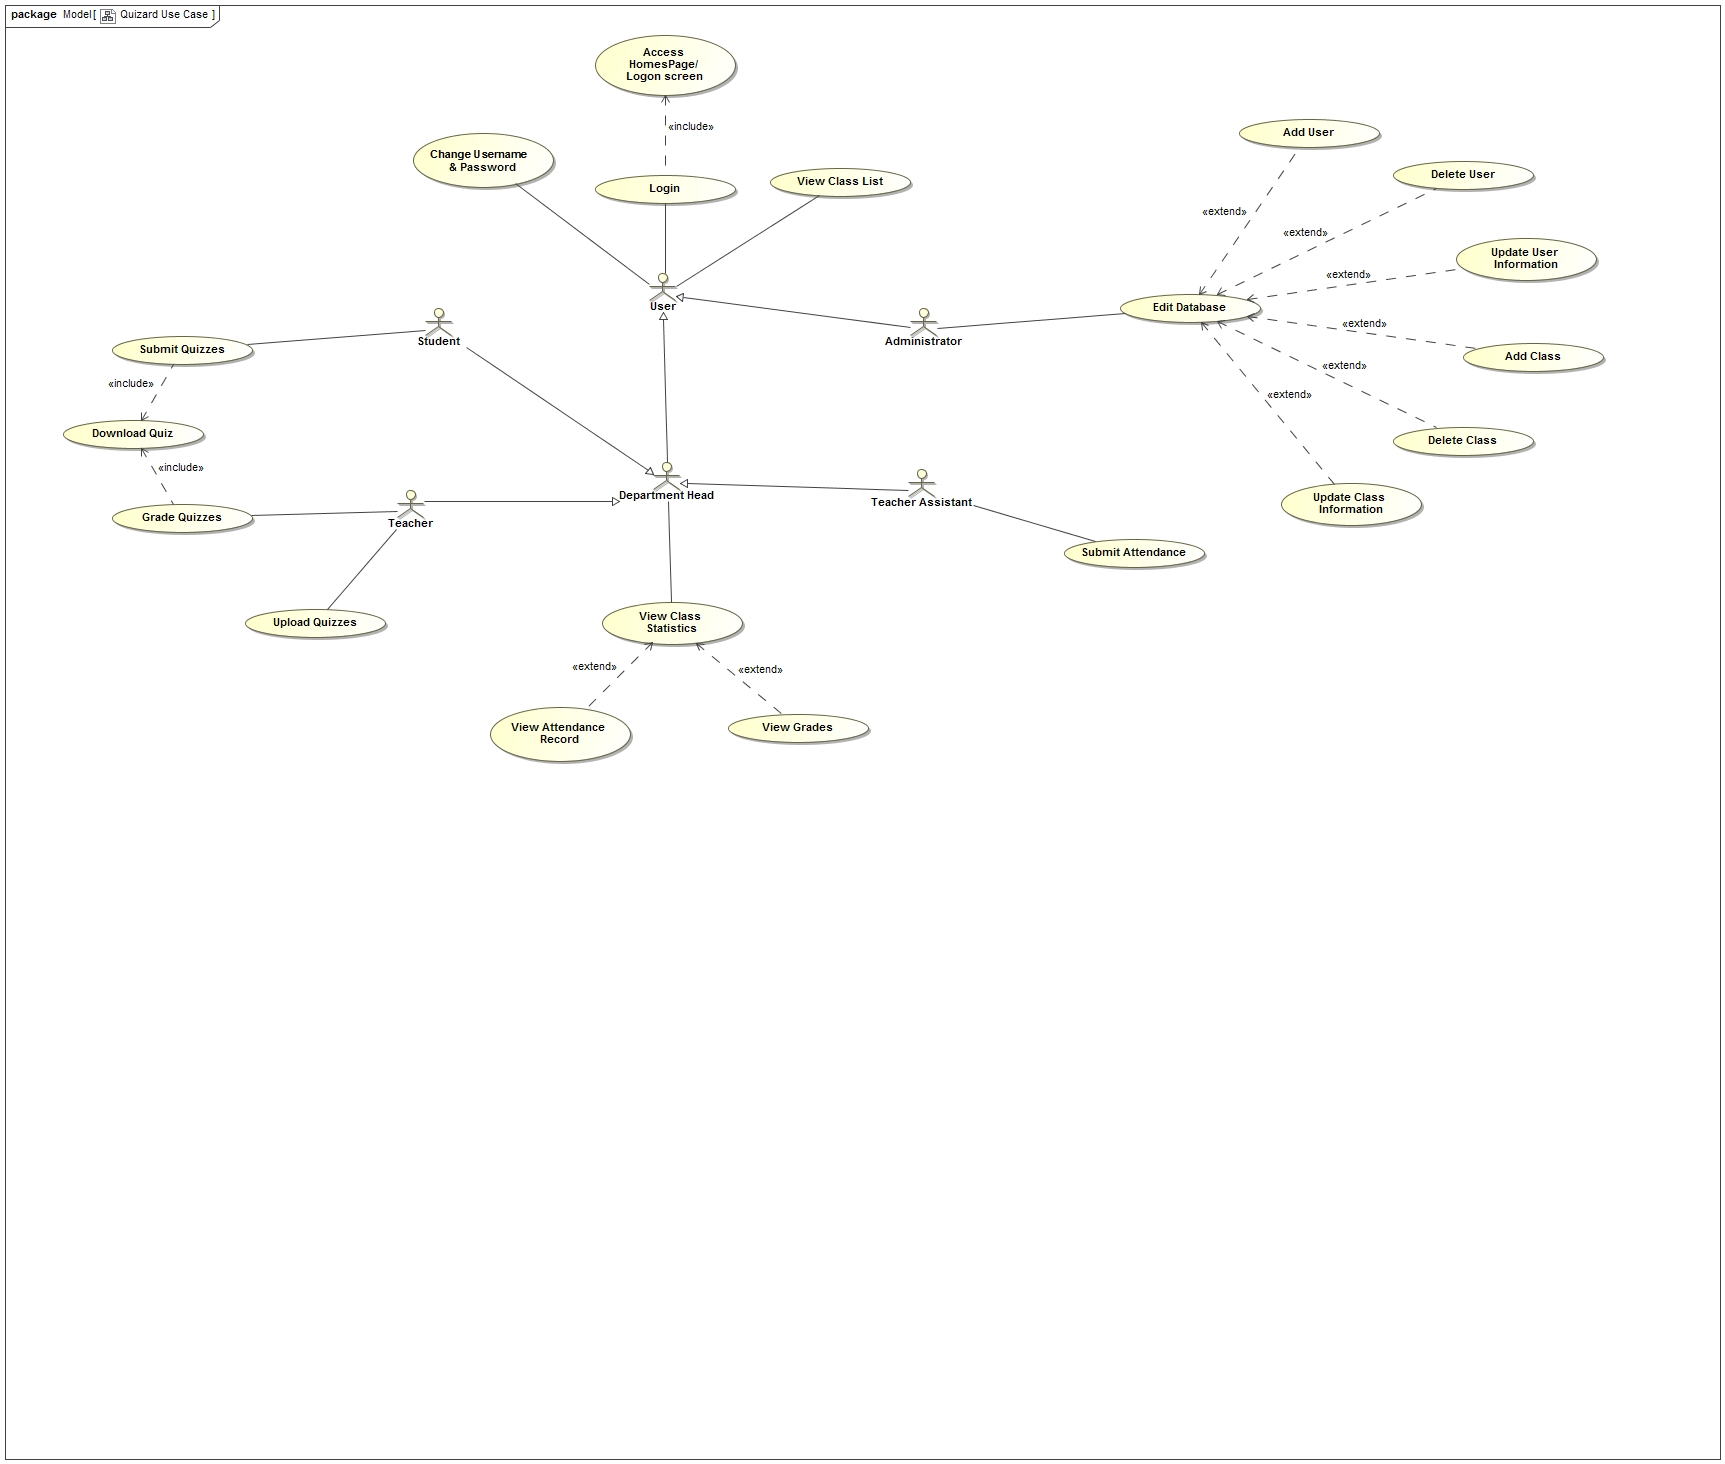 package Model[ Quizard Use Case ]
Access
HomesPage/
Logon screen
«include»
Change Username
& Password
Login
View Class List
Add User
Delete User
«extend»
«extend»
Update User
Information
«extend»
User
Student
Administrator
Edit Database
Submit Quizzes
«extend»
Add Class
«include»
«extend»
«extend»
Download Quiz
Delete Class
«include»
Department Head
Teacher Assistant
Update Class
Information
Grade Quizzes
Teacher
Submit Attendance
Upload Quizzes
View Class
Statistics
«extend»
«extend»
View Attendance
Record
View Grades